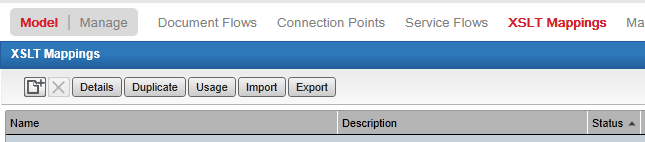 Model | Manage Document Flows Connection Points Service Flows XSLT Mappings Ma
XSLT Mappings
Details Duplicate Usage Import Export
Name Description Status